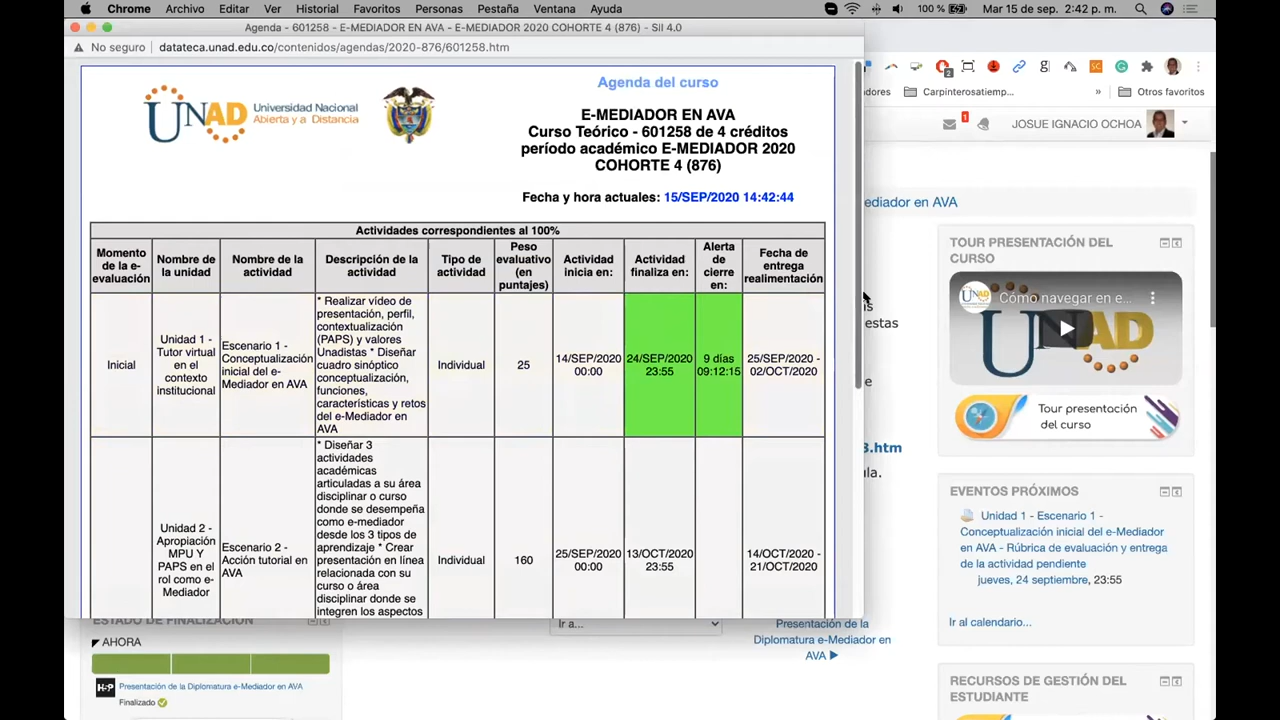 Chrome Archivo Editar Ver Historial Favoritos Personas Pestaña Ventana Ayuda 100 % Mar 15 de sep. 2:42 p. m.
Agenda - 601258 - E-MEDIADOR EN AVA - E-MEDIADOR 2020 COHORTE 4 (876) - SII 4.0
No seguro datateca.unad.edu.co/contenidos/agendas/2020-876/601258.htm
Agenda del curso
UNAD Universidad Nacional
Abierta y a Distancia
E-MEDIADOR EN AVA
Curso Teórico - 601258 de 4 créditos
período académico E-MEDIADOR 2020
COHORTE 4 (876)
Fecha y hora actuales: 15/SEP/2020 14:42:44
Actividades correspondientes al 100%
Momento
de la e-
evaluación
Nombre de
la unidad
Nombre de la
actividad
Descripción de la
actividad
Tipo de
actividad
Peso
evaluativo
(en
puntajes)
Actividad
inicia en:
Actividad
finaliza en:
Alerta
de
cierre
en:
Fecha de
entrega
realimentación
Inicial
Unidad 1 -
Tutor virtual
en el
contexto
institucional
Escenario 1 -
Conceptualización
inicial del e-
Mediador en AVA
* Realizar vídeo de
presentación, perfil,
contextualización
(PAPS) y valores
Unadistas * Diseñar
cuadro sinóptico
conceptualización,
funciones,
características y retos
del e-Mediador en
AVA
Individual
25
14/SEP/2020
00:00
24/SEP/2020
23:55
9 días
09:12:15
25/SEP/2020 -
02/OCT/2020
Unidad 2 -
Apropiación
MPU Y
PAPS en el
rol como e-
Mediador
Escenario 2 -
Acción tutorial en
AVA
* Diseñar 3
actividades
académicas
articuladas a su área
disciplinar o curso
donde se desempeña
como e-mediador
desde los 3 tipos de
aprendizaje * Crear
presentación en línea
relacionada con su
curso o área
disciplinar donde se
integren los aspectos
Individual
160
25/SEP/2020
00:00
13/OCT/2020
23:55
14/OCT/2020 -
21/OCT/2020
2
adores Carpinterosatiemp... » Otros favoritos
1 JOSUE IGNACIO OCHOA
ediador en AVA
s
estas
e
3.htm
la.
TOUR PRESENTACIÓN DEL
CURSO
Cómo navegar en e...
UNAD
Tour presentación
del curso
EVENTOS PRÓXIMOS
Unidad 1 - Escenario 1 -
Conceptualización inicial del e-Mediador
en AVA - Rúbrica de evaluación y entrega
de la actividad pendiente
jueves, 24 septiembre, 23:55
Ir al calendario...
RECURSOS DE GESTIÓN DEL
ESTUDIANTE
ESTADO DE FINALIZACIÓN
AHORA
H-P Presentación de la Diplomatura e-Mediador en AVA
Finalizado
Ir a...
Presentación de la
Diplomatura e-Mediador en
AVA